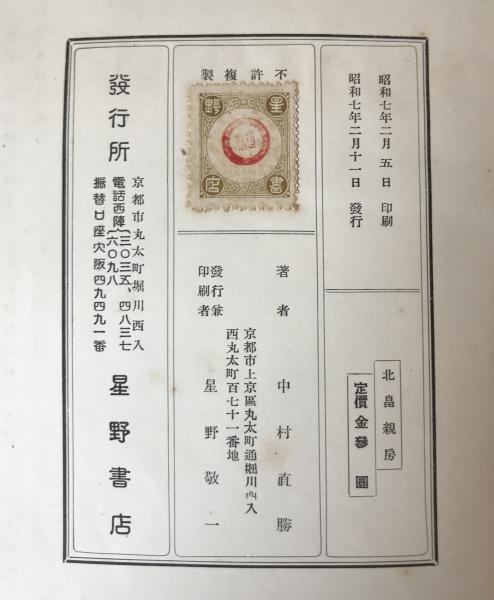 昭和七年二月五日印刷
昭和七年二月十一日發行
北畠親房
定價金參圓
不許複製
星野書店
著者 中村直勝
京都市上京區丸太町通堀川西入
西丸太町百七十一番地
發行兼
印刷者 星野敬一
發行所
京都市丸太町堀川西入
電話西陣(三〇三五、四八三七
六〇九八
振替口座大阪四九四九一番
星野書店